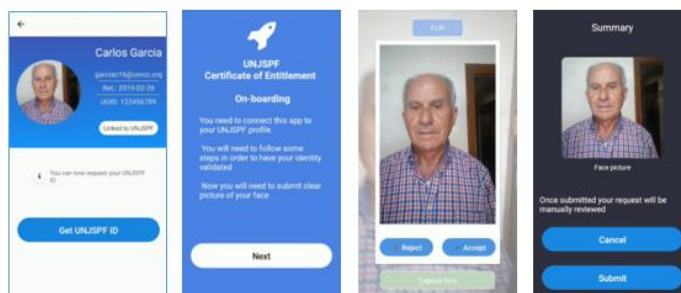 Carlos Garcia
garciac16@unicc.org
Ret.: 2019-02-26
UUID: 123456789
Linked to UNJSPF
You can now request your UNJSPF
ID
Get UNJSPF ID
UNJSPF
Certificate of Entitlement
On-boarding
You need to connect this app to
your UNJSPF profile.
You will need to follow some
steps in order to have your identity
validated
Now you will need to submit clear
picture of your face
Next
Reject
Accept
Capture face
Summary
Face picture
Once submitted your request will be
manually reviewed
Cancel
Submit